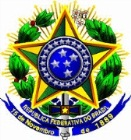 REPUBLICA FEDERATIVA DO BRASIL
15 de Novembro de 1889